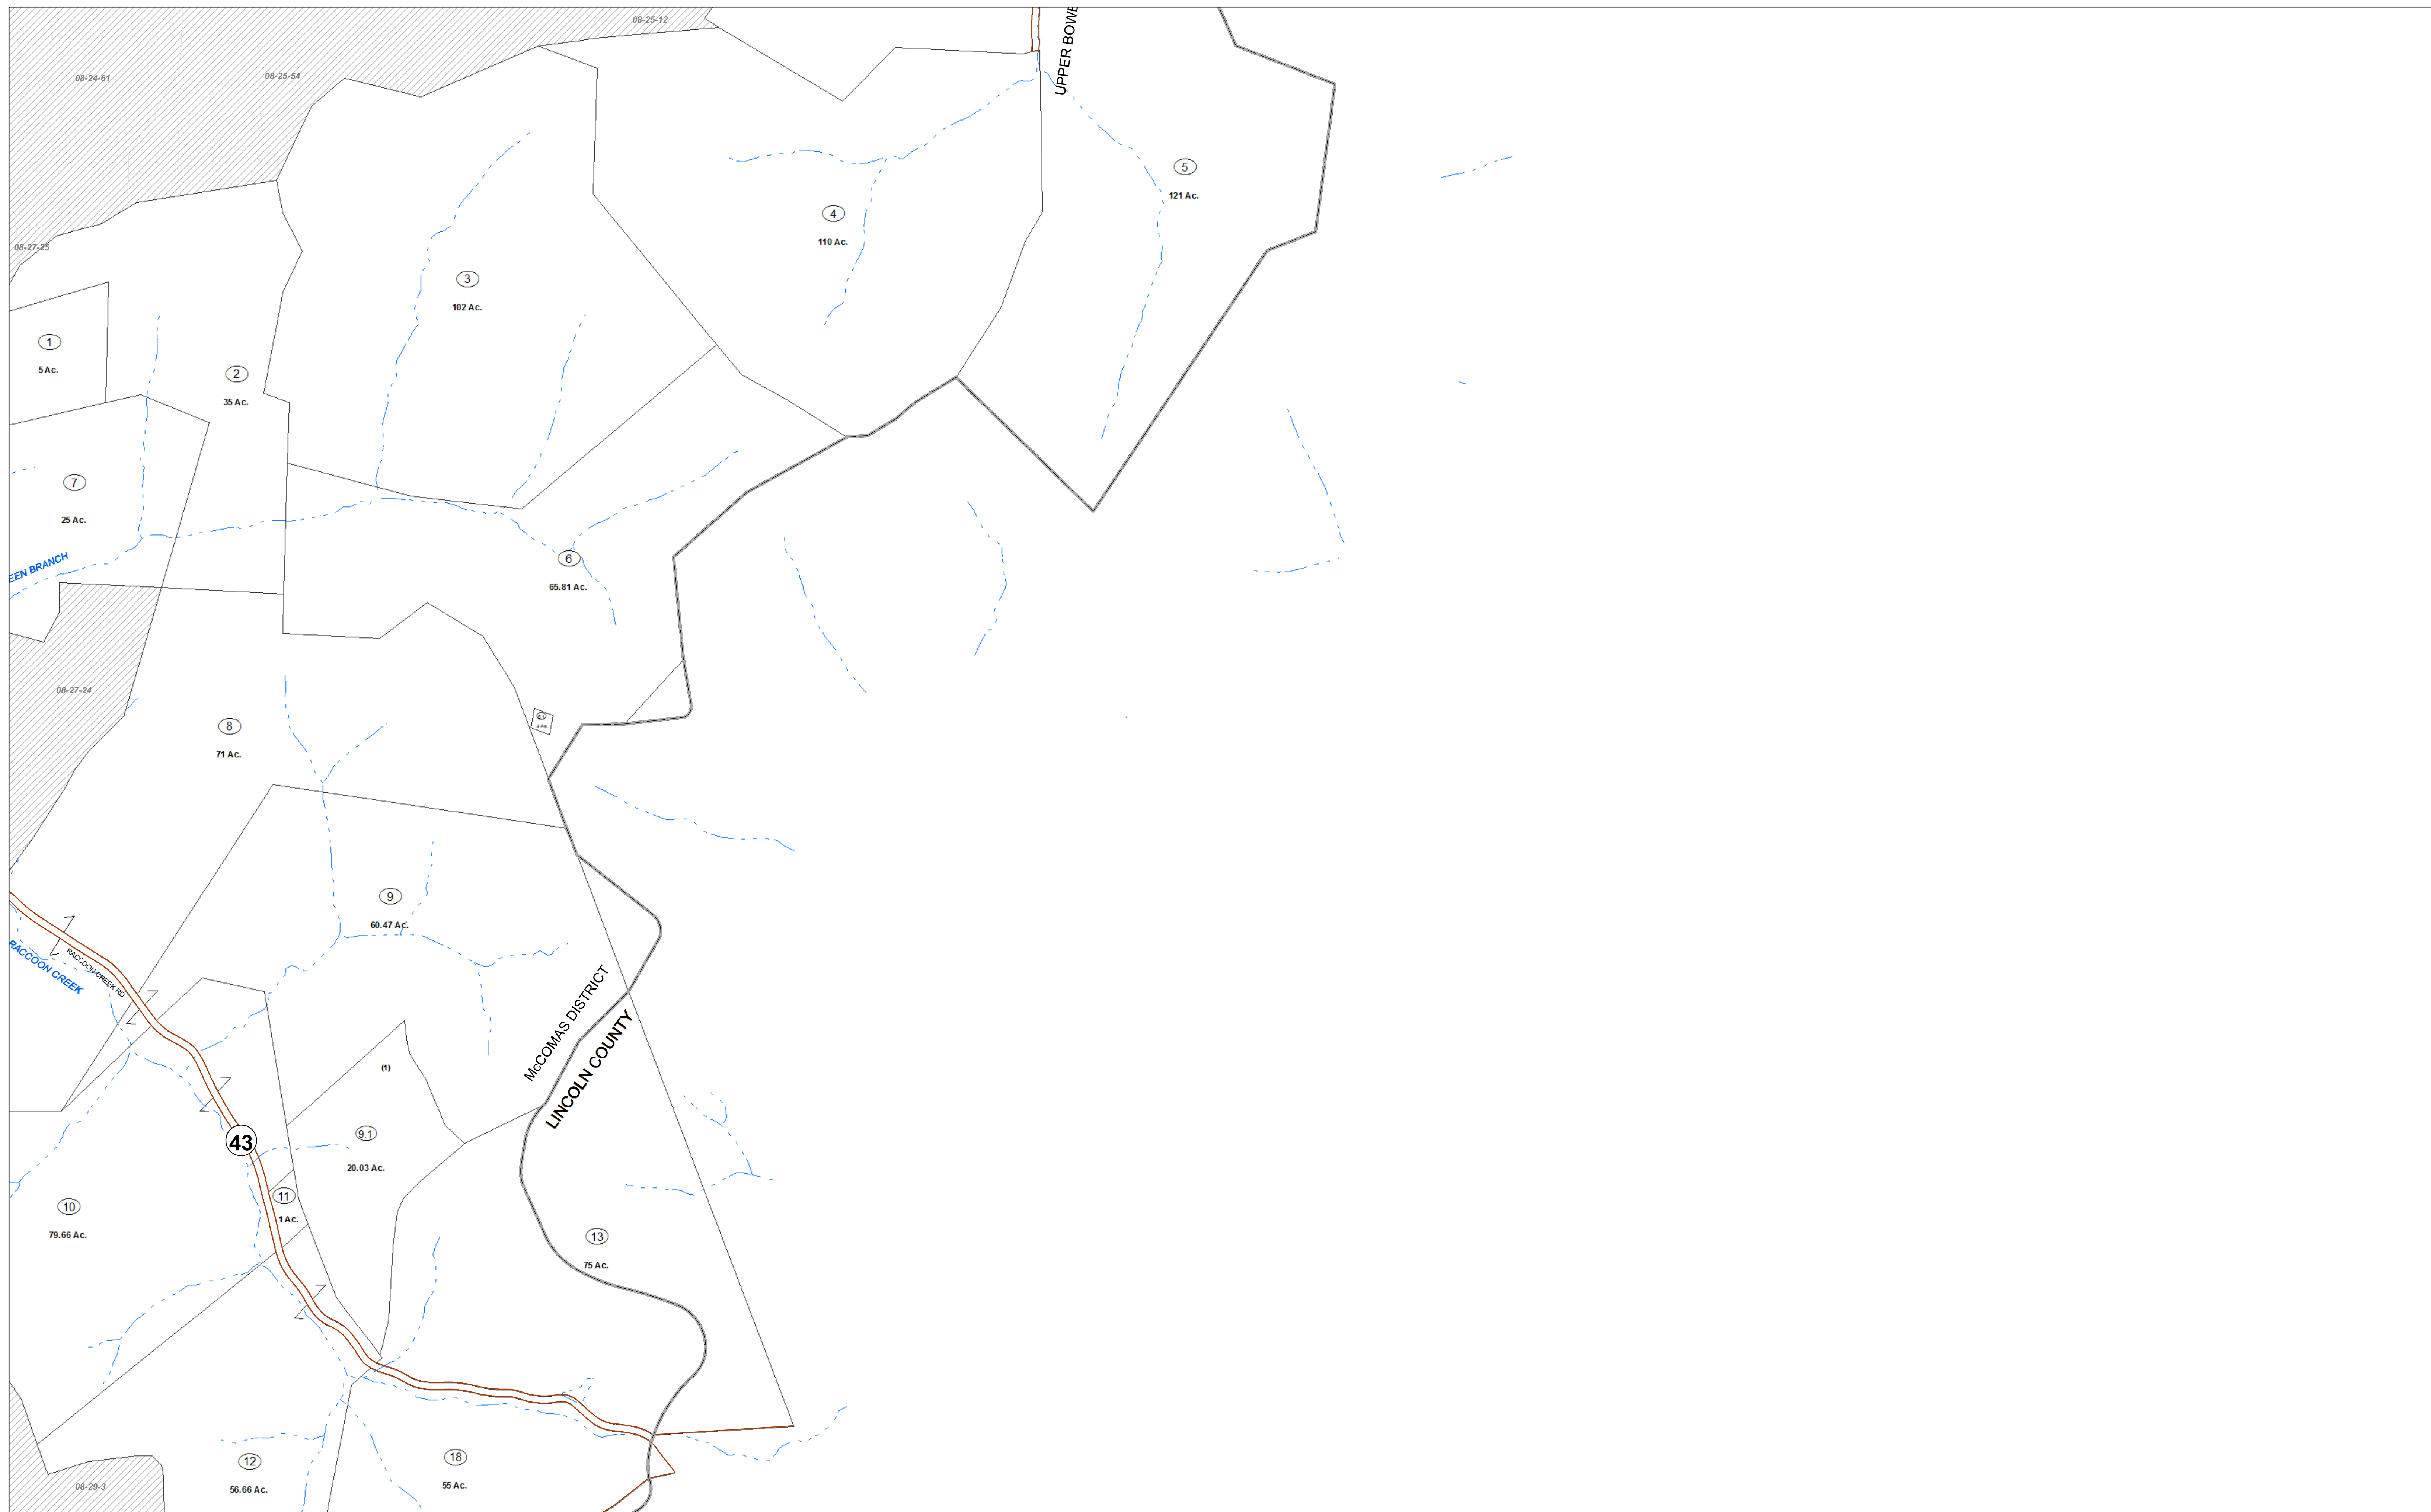 08-25-12
UPPER BOWE
08-24-61
08-25-54
5
121 Ac.
4
110 Ac.
08-27-25
3
102 Ac.
1
5 Ac.
2
35 Ac.
7
25 Ac.
EEN BRANCH
6
65.81 Ac.
08-27-24
8
71 Ac.
9
60.47 Ac.
RACCOON CREEK
RACCOON CREEK RD
McCOMAS DISTRICT
LINCOLN COUNTY
(1)
43
9.1
20.03 Ac.
11
1 Ac.
10
79.66 Ac.
13
75 Ac.
12
56.66 Ac.
18
55 Ac.
08-29-3